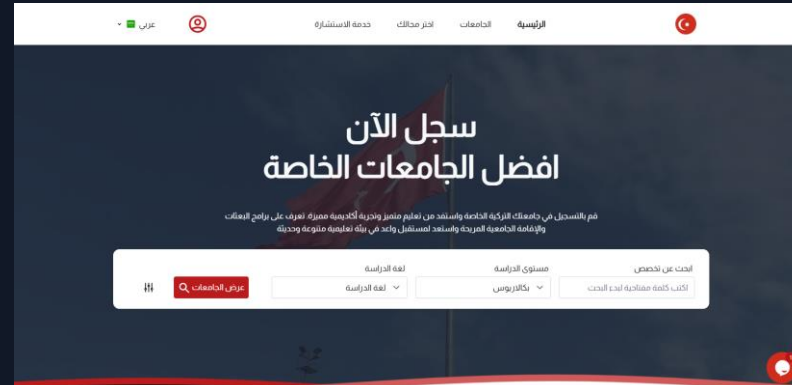 الرئيسية
الجامعات
اختر مجالك
خدمة الاستشارة
عربي
سجل الآن
افضل الجامعات الخاصة
قم بالتسجيل في جامعتك التركية الخاصة واستفد من تعليم متميز وتجربة أكاديمية مميزة. تعرف على برامج البعثات
والإقامة الجامعية المريحة واستعد لمستقبل واعد في بيئة تعليمية متنوعة وحديثة
ابحث عن تخصص
مستوى الدراسة
لغة الدراسة
اكتب كلمة مفتاحية لبدء البحث
بكالاريوس
لغة الدراسة
عرض الجامعات